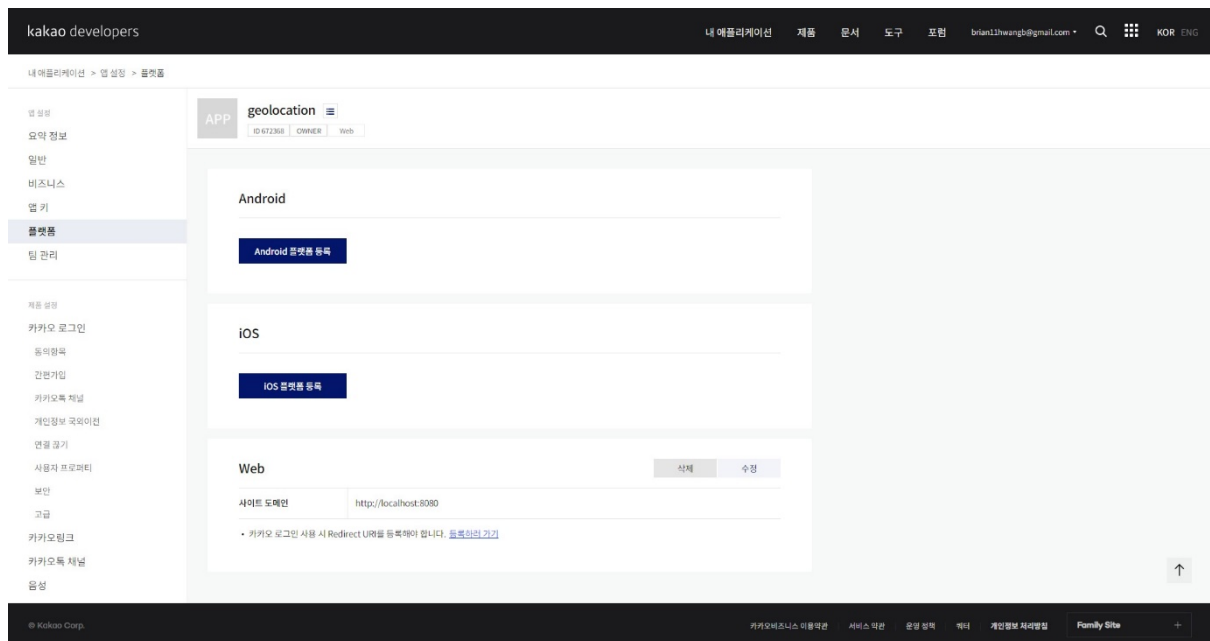 kakao developers
내 애플리케이션 제품 문서 도구 포럼 brian11hwangb@gmail.com KOR ENG
내 애플리케이션 > 앱 설정 > 플랫폼
앱 설정
요약 정보
일반
비즈니스
앱 키
플랫폼
팀 관리
제품 설정
카카오 로그인
동의항목
간편가입
카카오톡 채널
개인정보 국외이전
연결 끊기
사용자 프로퍼티
보안
고급
카카오링크
카카오톡 채널
음성
APP
geolocation
ID 672368 OWNER Web
Android
Android 플랫폼 등록
iOS
iOS 플랫폼 등록
Web 삭제 수정
사이트 도메인 http://localhost:8080
• 카카오 로그인 사용 시 Redirect URI를 등록해야 합니다. 등록하러 가기
© Kakao Corp. 카카오비즈니스 이용약관 서비스 약관 운영 정책 쿼터 개인정보 처리방침 Family Site